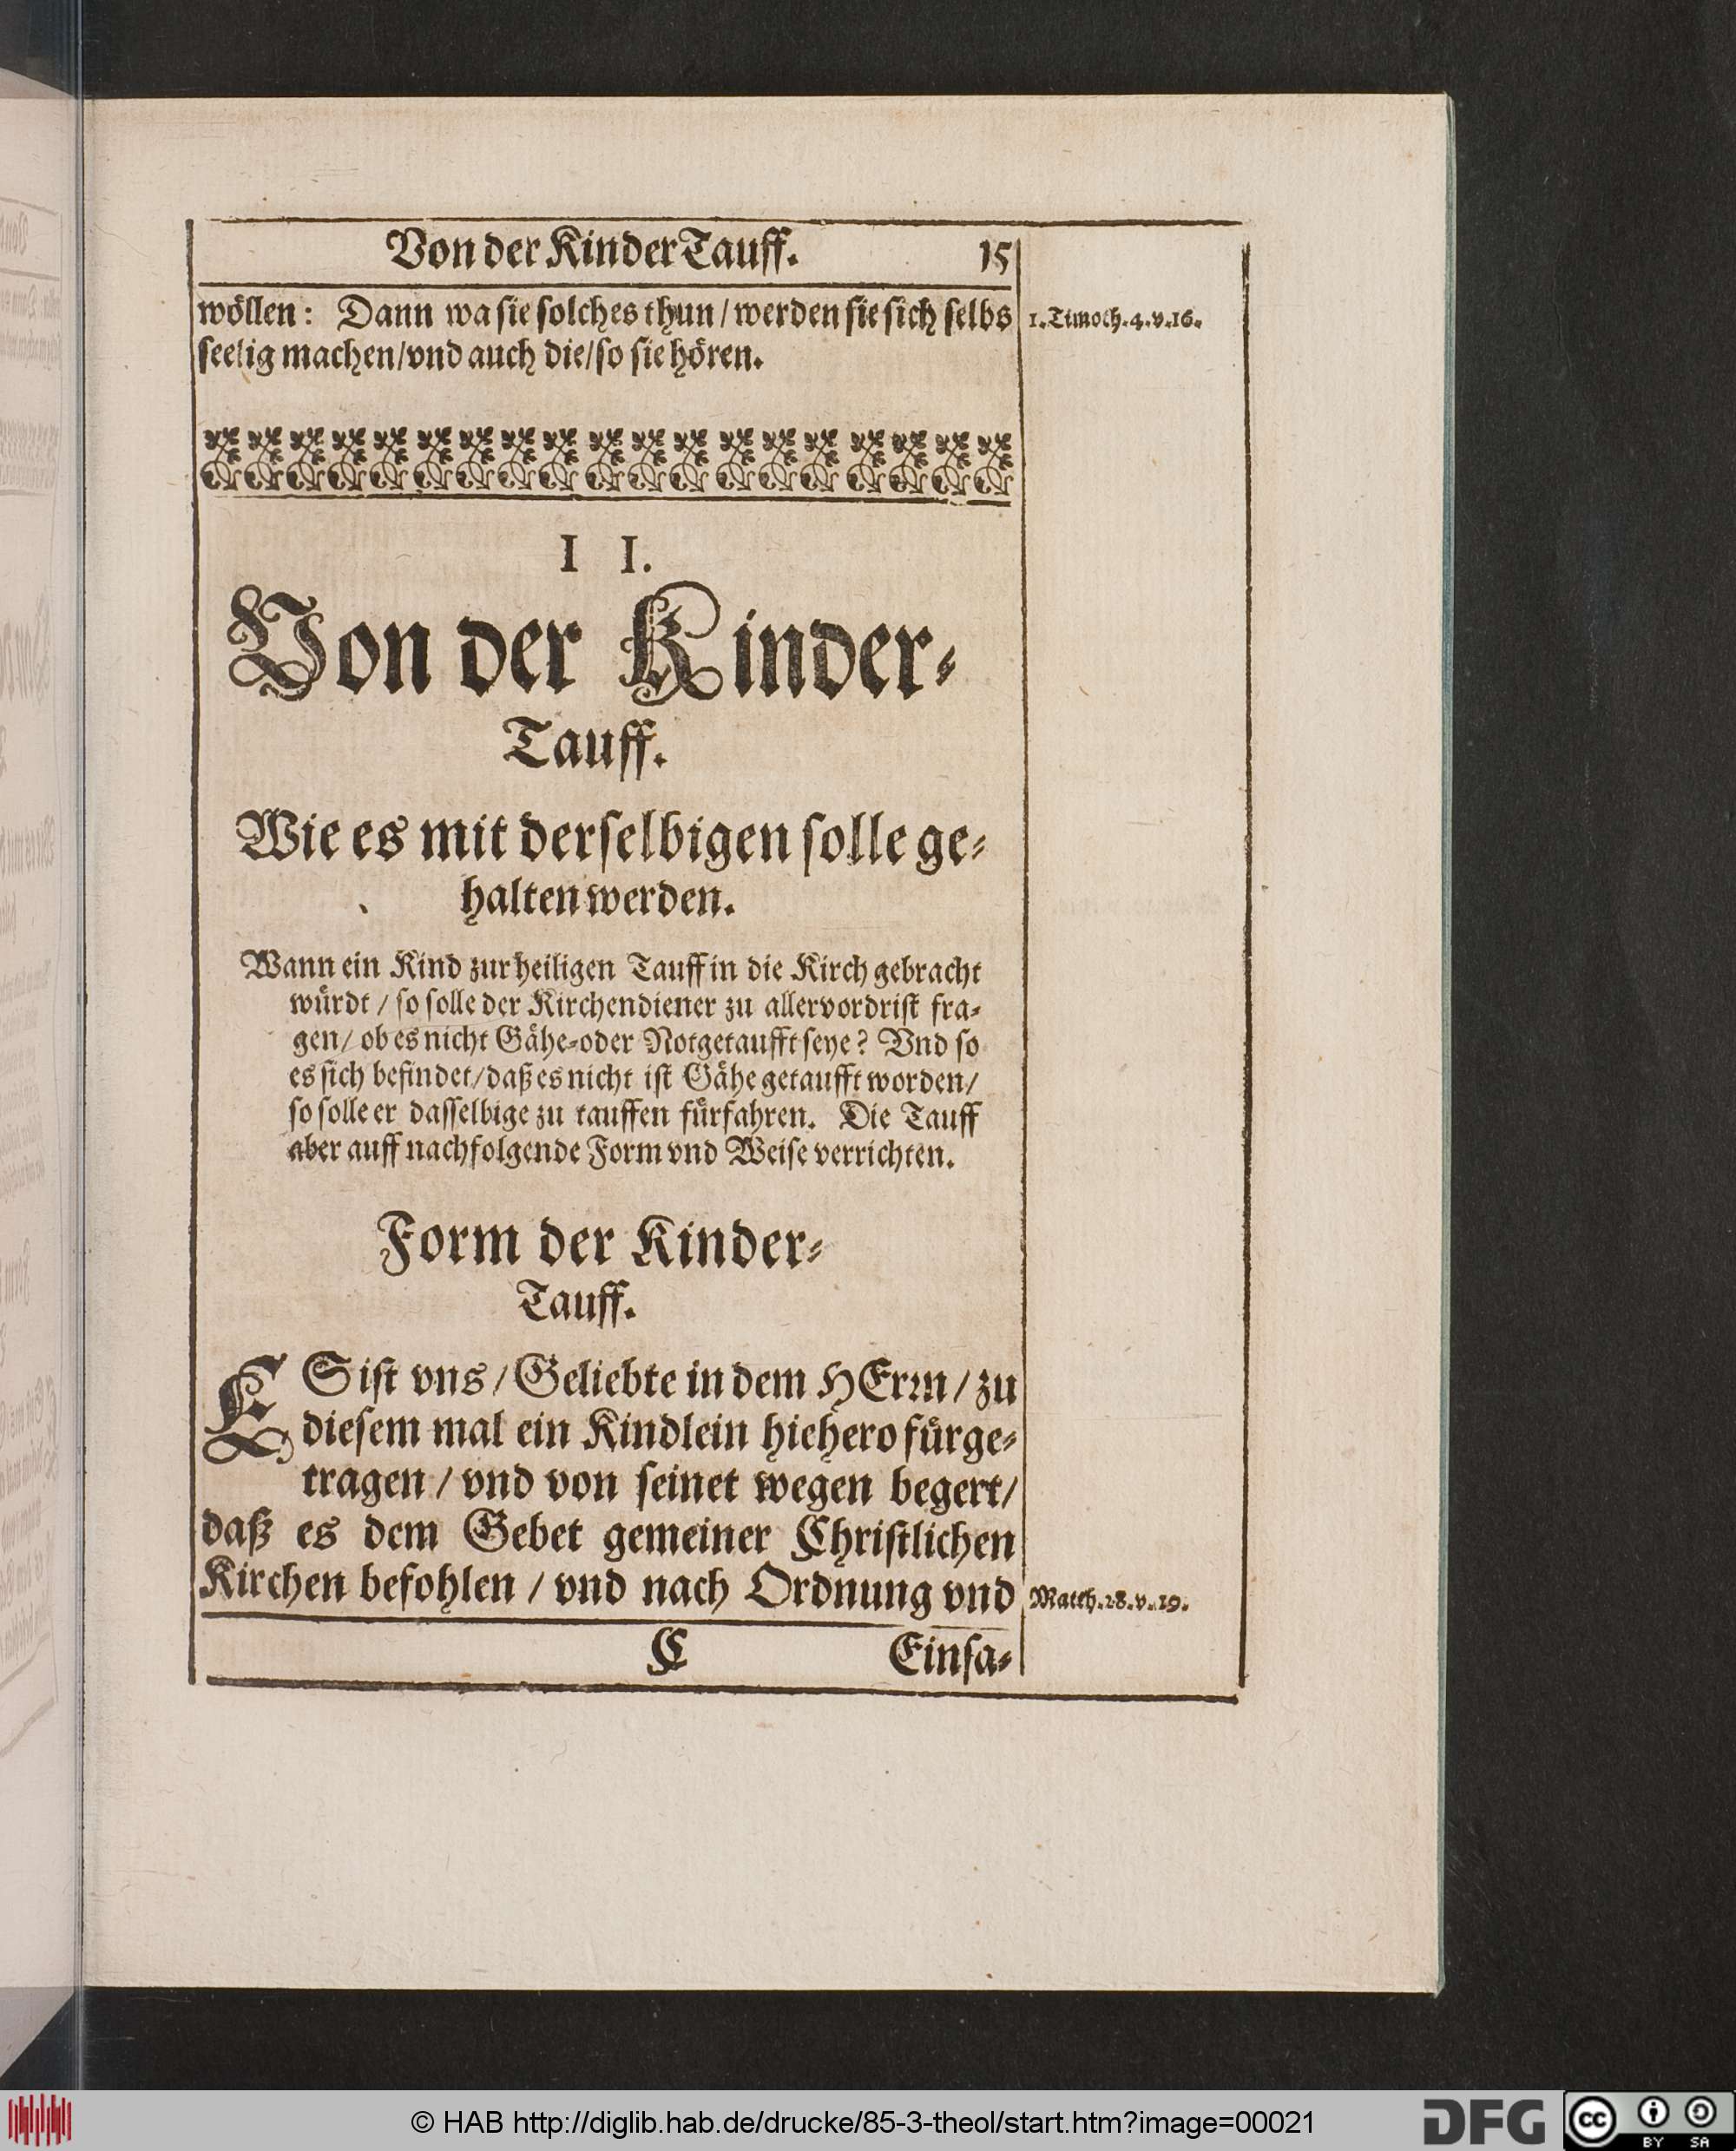 Von der Kinder Tauff. 15
wöllen: Dann wa sie solches thun / werden sie sich selbs
1. Timoth. 4. v. 16.
seelig machen/vnd auch die/so sie hören.
I I.
Von der Kinder-
Tauff.
Wie es mit derselbigen solle ge-
halten werden.
Wann ein Kind zur heiligen Tauff in die Kirch gebracht
würdt / so solle der Kirchendiener zu allervordrist fra-
gen/ ob es nicht Gähe-oder Notgetaufft seye? Vnd so
es sich befindet/daß es nicht ist Gähe getaufft worden/
so solle er dasselbige zu tauffen fürfahren. Die Tauff
aber auff nachfolgende Form vnd Weise verrichten.
Form der Kinder-
Tauff.
ES ist vns / Geliebte in dem HErrn / zu
diesem mal ein Kindlein hiehero fürge-
tragen / vnd von seinet wegen begert/
daß es dem Gebet gemeiner Christlichen
Kirchen befohlen / vnd nach Ordnung vnd
Matth. 28. v. 19.
C Einsa-
© HAB http://diglib.hab.de/drucke/85-3-theol/start.htm?image=00021
DFG
cc BY SA